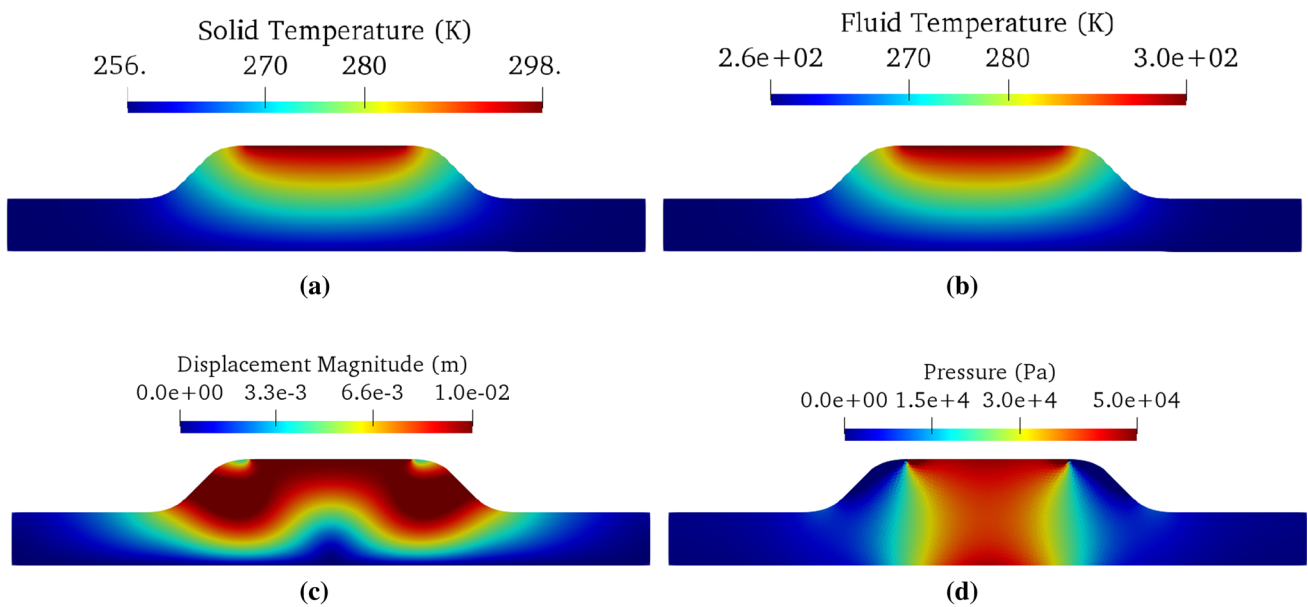 Solid Temperature (K)
256. 270 280 298.
(a)
Fluid Temperature (K)
2.6e+02 270 280 3.0e+02
(b)
Displacement Magnitude (m)
0.0e+00 3.3e-3 6.6e-3 1.0e-02
(c)
Pressure (Pa)
0.0e+00 1.5e+4 3.0e+4 5.0e+04
(d)